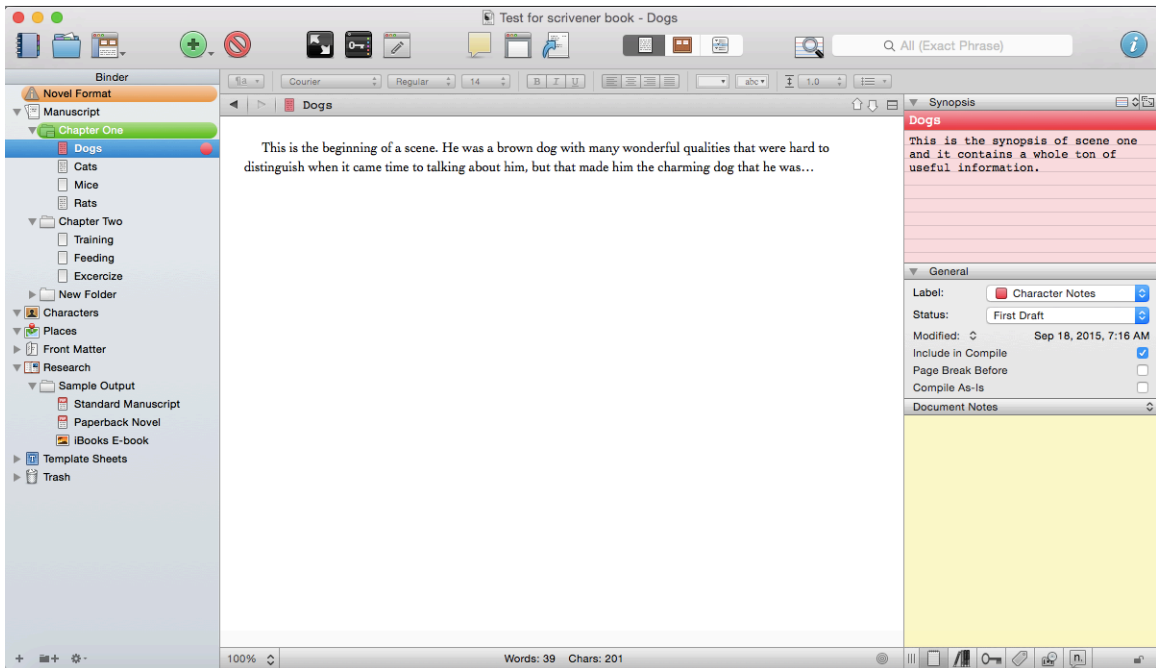 Test for scrivener book - Dogs
All (Exact Phrase)
Binder
Novel Format
Manuscript
Chapter One
Dogs
Cats
Mice
Rats
Chapter Two
Training
Feeding
Excercize
New Folder
Characters
Places
Front Matter
Research
Sample Output
Standard Manuscript
Paperback Novel
iBooks E-book
Template Sheets
Trash
Courier Regular 14 B I U abc 1.0
Dogs
This is the beginning of a scene. He was a brown dog with many wonderful qualities that were hard to
distinguish when it came time to talking about him, but that made him the charming dog that he was...
100% Words: 39 Chars: 201
Synopsis
Dogs
This is the synopsis of scene one
and it contains a whole ton of
useful information.
General
Label: Character Notes
Status: First Draft
Modified: Sep 18, 2015, 7:16 AM
Include in Compile
Page Break Before
Compile As-Is
Document Notes
n.